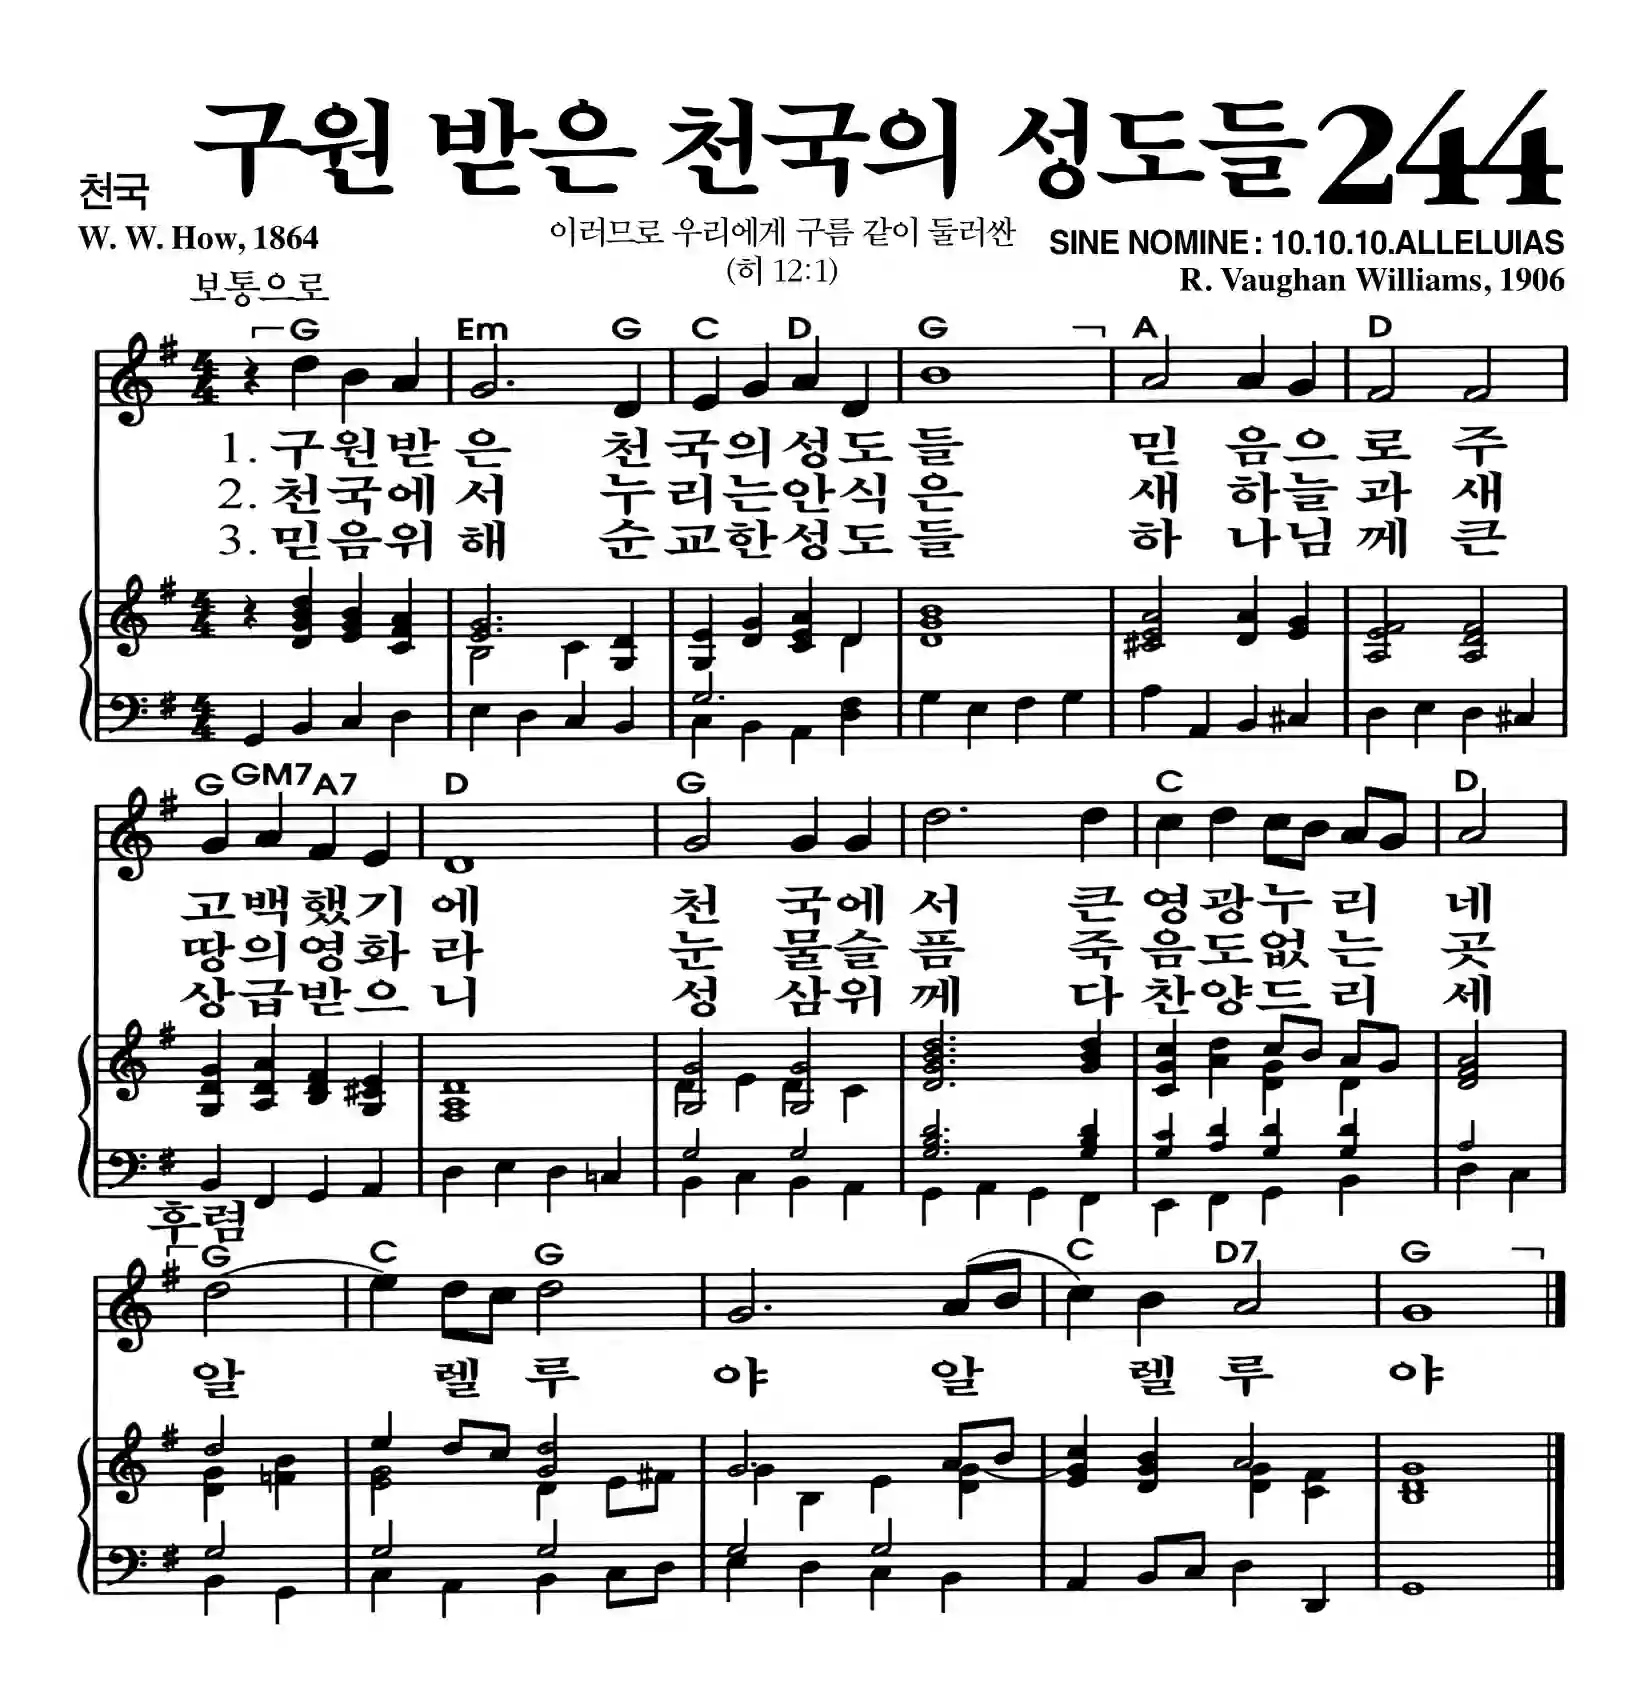 구원 받은 천국의 성도들 244
천국
W. W. How, 1864
이러므로 우리에게 구름 같이 둘러싼
(히 12:1)
SINE NOMINE : 10.10.10.ALLELUIAS
R. Vaughan Williams, 1906
보통으로
G Em G C D G A D
1. 구원받은 천국의성도들 믿음으로 주
2. 천국에서 누리는안식은 새 하늘과 새
3. 믿음위해 순교한성도들 하 나님께 큰
G GM7 A7 D G C D
고백했기에 천 국에서 큰 영광누리 네
땅의영화라 눈 물슬픔 죽음도없는 곳
상급받으니 성 삼위께 다 찬양드리 세
후렴
G C G C D7 G
알 렐루 야 알 렐루 야